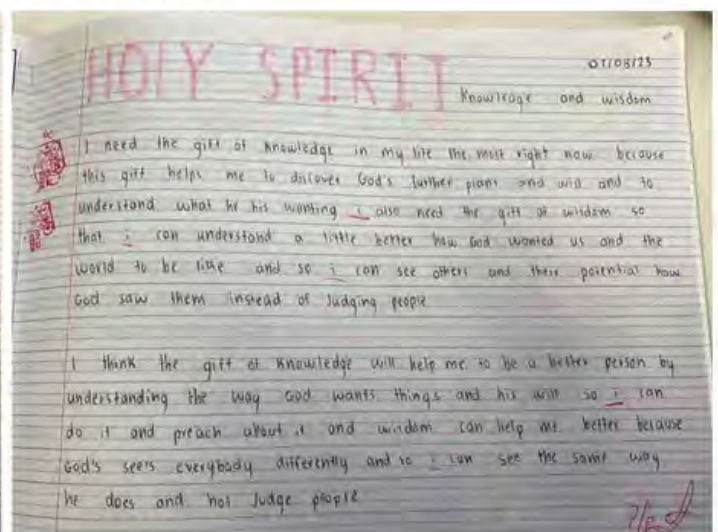 HOLY SPIRIT
07/08/23
Knowledge and wisdom
I need the gift of knowledge in my life the most right now because
this gift helps me to discover God's further plans and will and to
understand what he his wanting i also need the gift of wisdom so
that i can understand a little better how God wanted us and the
world to be like and so i can see others and their potential how
God saw them instead of Judging people
I think the gift of knowledge will help me to be a better person by
understanding the way God wants things and his will so i can
do it and preach about it and wisdom can help me better because
God's sees everybody differently and so i can see the same way
he does and not Judge people